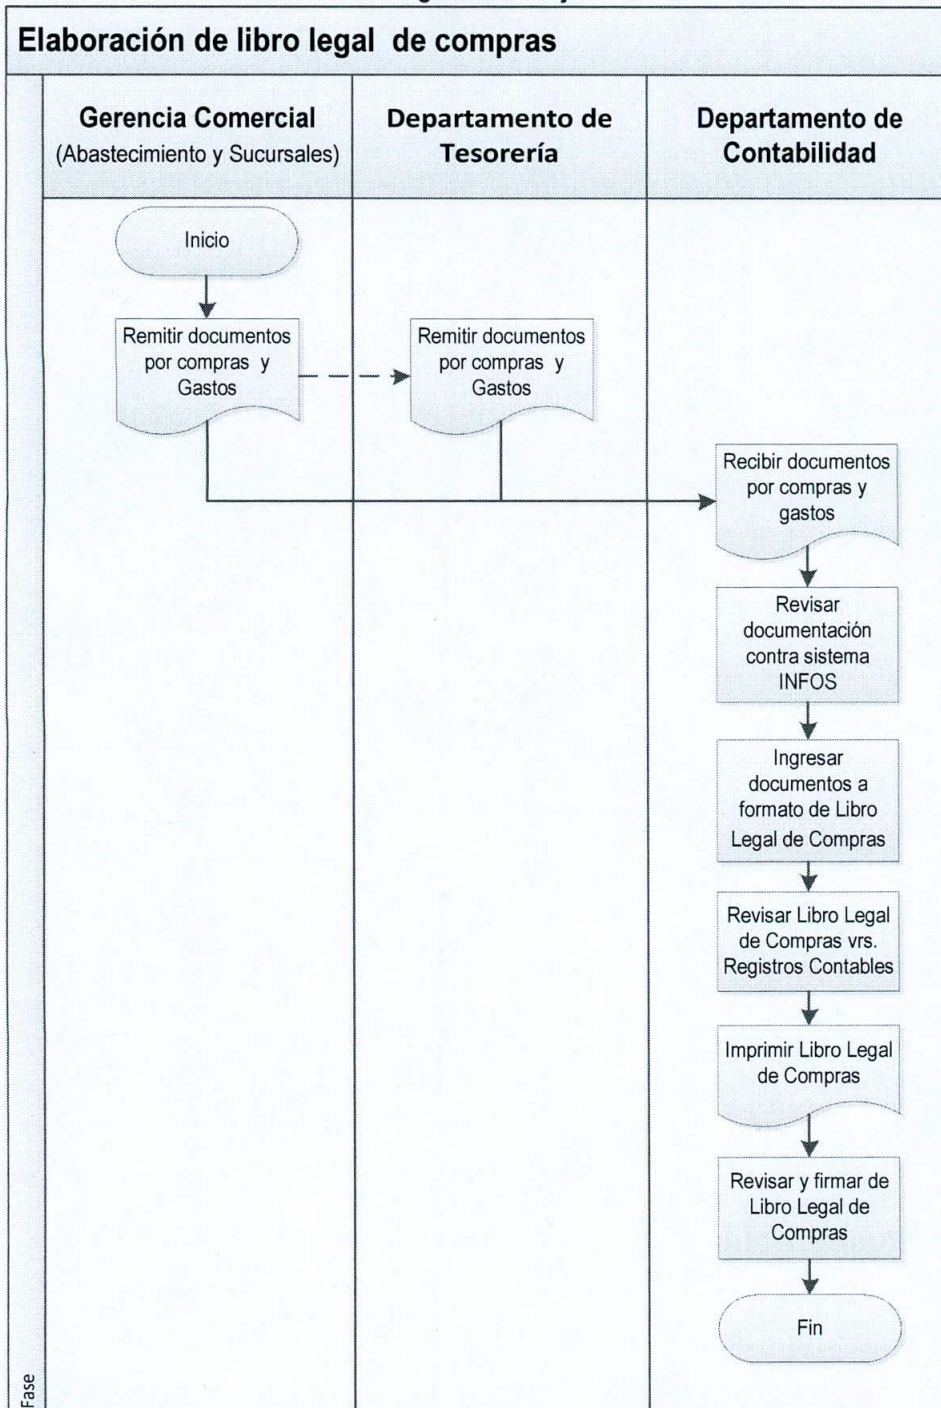 Elaboración de libro legal de compras
Gerencia Comercial
(Abastecimiento y Sucursales)
Departamento de
Tesorería
Departamento de
Contabilidad
Inicio
Remitir documentos
por compras y
Gastos
Remitir documentos
por compras y
Gastos
Recibir documentos
por compras y
gastos
Revisar
documentación
contra sistema
INFOS
Ingresar
documentos a
formato de Libro
Legal de Compras
Revisar Libro Legal
de Compras vrs.
Registros Contables
Imprimir Libro Legal
de Compras
Revisar y firmar de
Libro Legal de
Compras
Fin
Fase